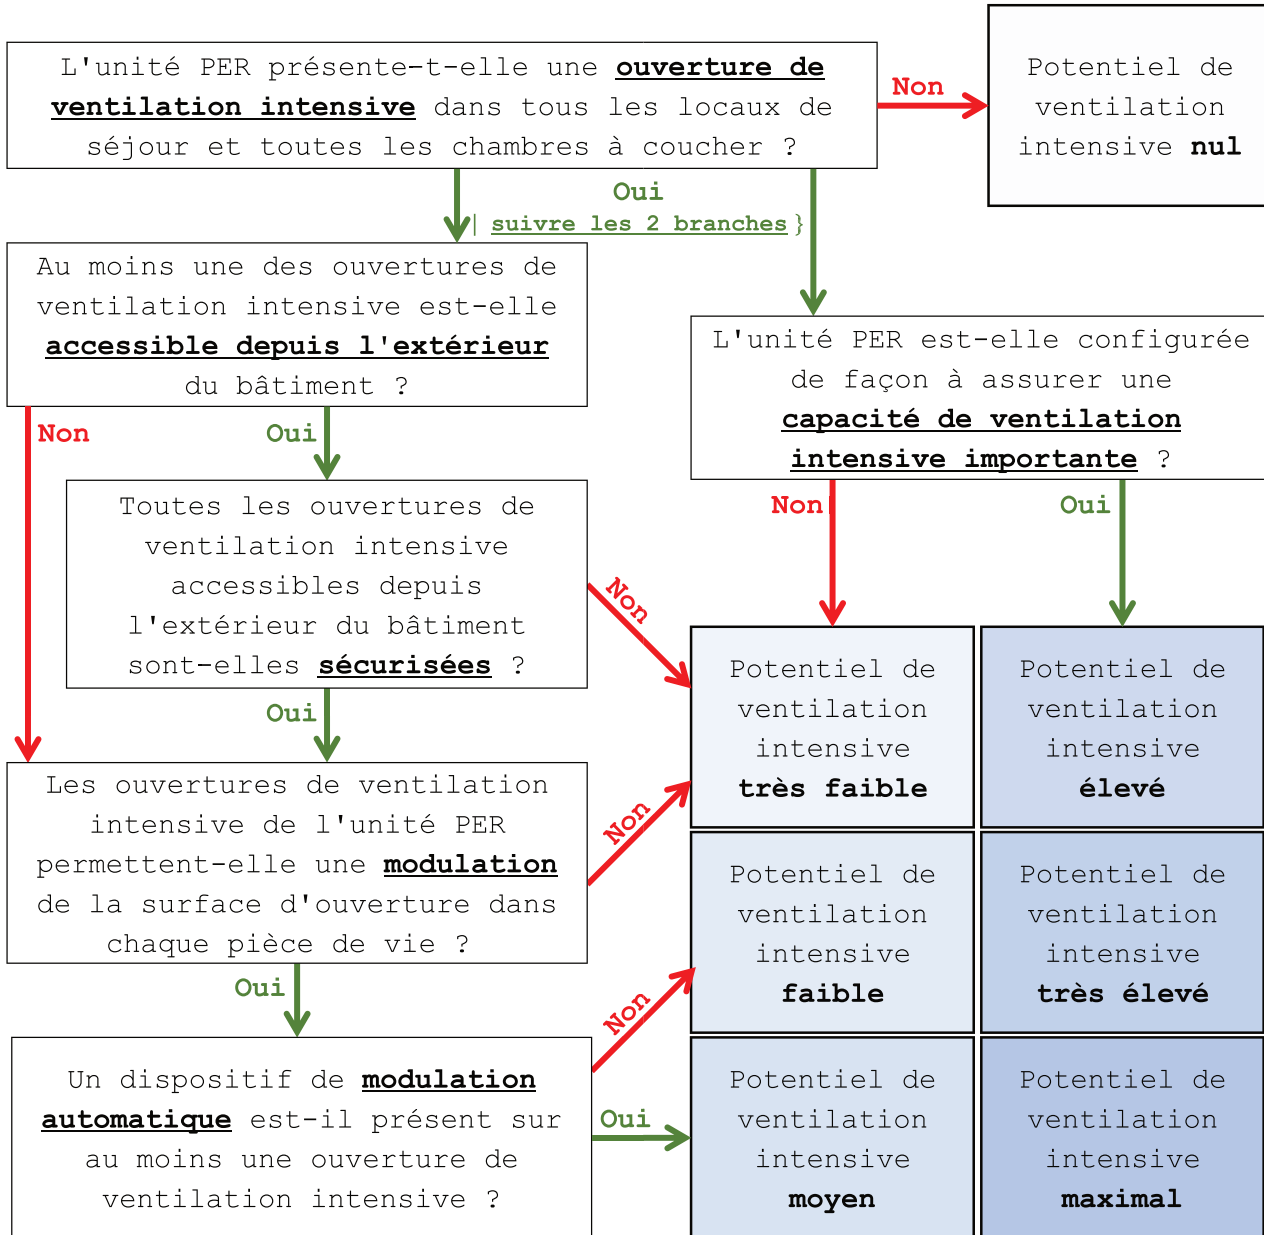 L'unité PER présente-t-elle une ouverture de
ventilation intensive dans tous les locaux de
séjour et toutes les chambres à coucher ?
Non
Potentiel de
ventilation
intensive nul
Oui
{ suivre les 2 branches }
Au moins une des ouvertures de
ventilation intensive est-elle
accessible depuis l'extérieur
du bâtiment ?
L'unité PER est-elle configurée
de façon à assurer une
capacité de ventilation
intensive importante ?
Non
Oui
Non
Oui
Toutes les ouvertures de
ventilation intensive
accessibles depuis
l'extérieur du bâtiment
sont-elles sécurisées ?
Non
Oui
Les ouvertures de ventilation
intensive de l'unité PER
permettent-elle une modulation
de la surface d'ouverture dans
chaque pièce de vie ?
Non
Oui
Un dispositif de modulation
automatique est-il présent sur
au moins une ouverture de
ventilation intensive ?
Non
Oui
Potentiel de
ventilation
intensive
très faible
Potentiel de
ventilation
intensive
élevé
Potentiel de
ventilation
intensive
faible
Potentiel de
ventilation
intensive
très élevé
Potentiel de
ventilation
intensive
moyen
Potentiel de
ventilation
intensive
maximal